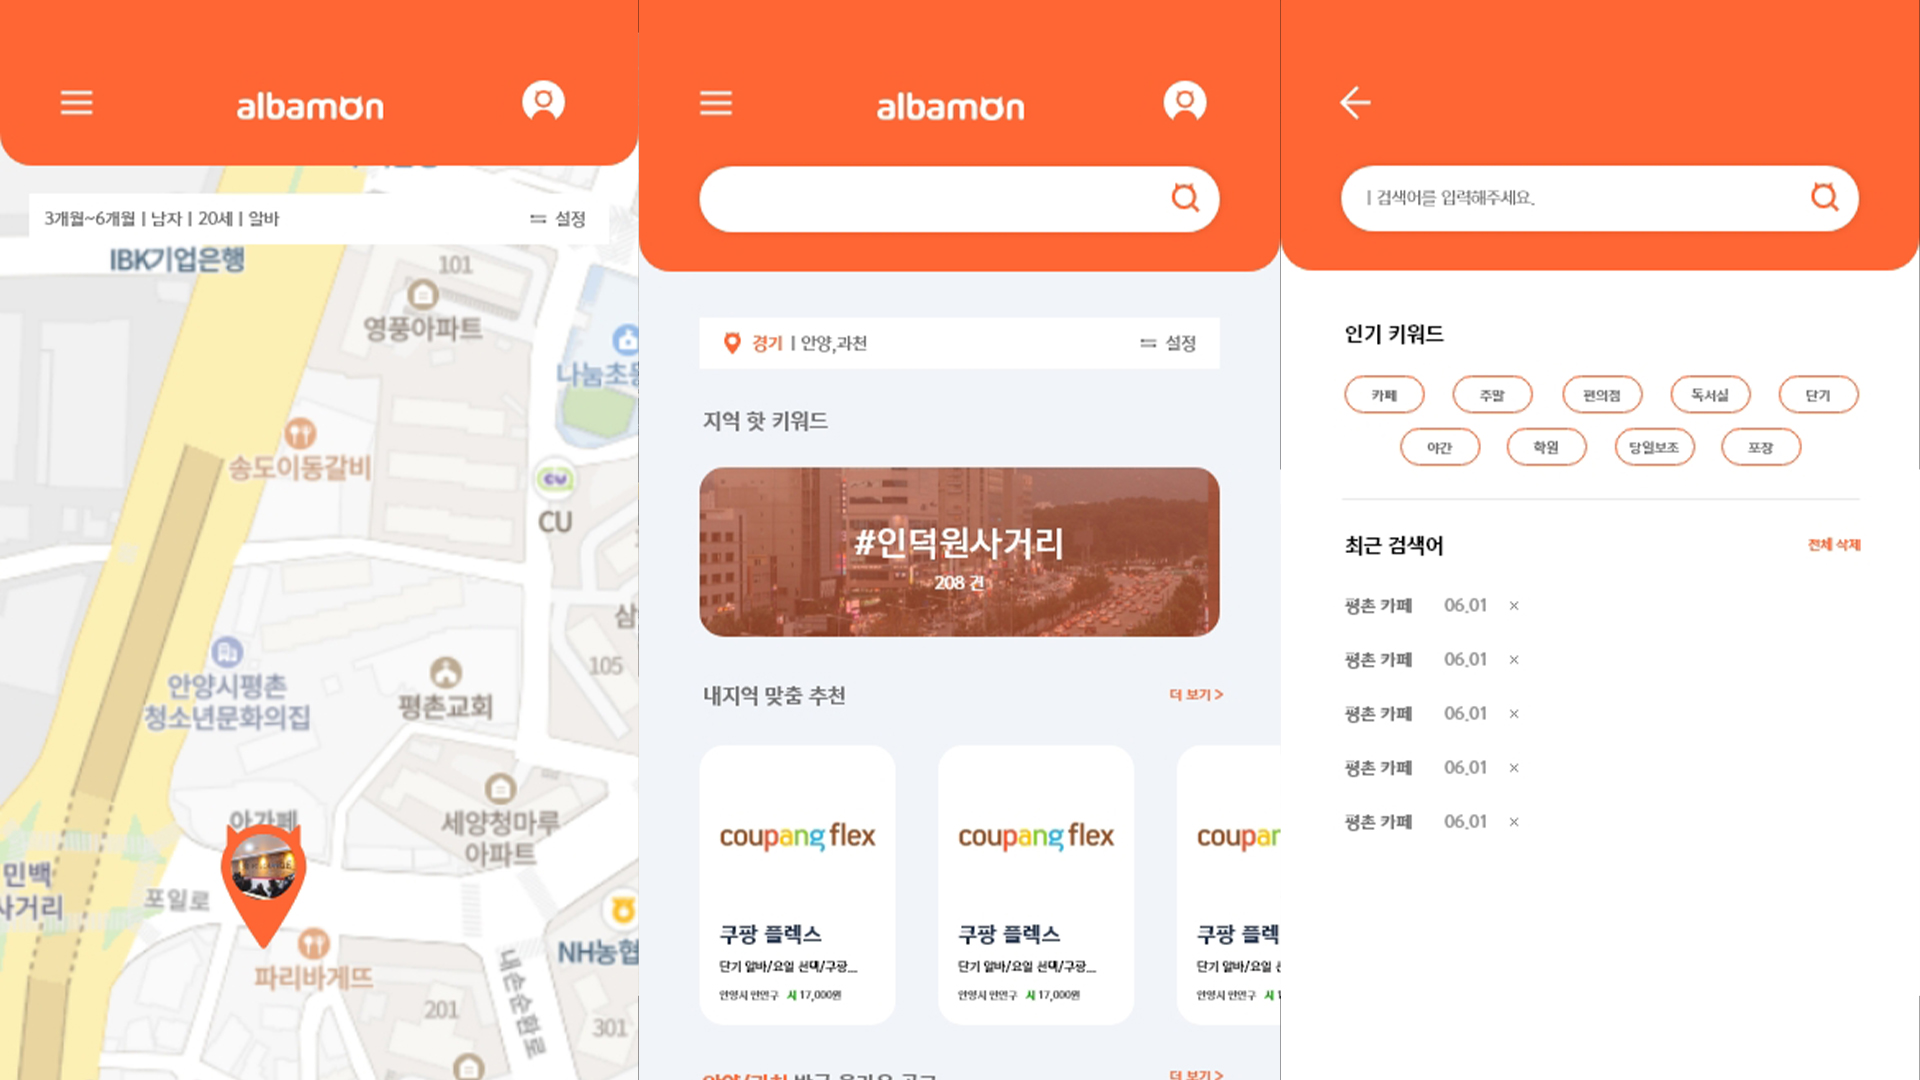 albamon
3개월~6개월 | 남자 | 20세 | 알바
설정
IBK기업은행
101
영풍아파트
나눔초등
송도이동갈비
CU
CU
삼
105
안양시평촌
청소년문화의집
평촌교회
세양청마루
아파트
아가페
민백
사거리
포일로
파리바게뜨
NH농협
내손순환로
201
301
albamon
경기 | 안양,과천
설정
지역 핫 키워드
#인덕원사거리
208 건
내지역 맞춤 추천
더 보기 >
coupang flex
쿠팡 플렉스
단기 알바/요일 선택/구광...
안양시 만안구 시 17,000원
coupang flex
쿠팡 플렉스
단기 알바/요일 선택/구광...
안양시 만안구 시 17,000원
coupan
쿠팡 플렉
단기 알바/요일 선
안양시 만안구 시 1
더 보기 >
| 검색어를 입력해주세요.
인기 키워드
카페
주말
편의점
독서실
단기
야간
학원
당일보조
포장
최근 검색어
전체 삭제
평촌 카페 06.01 ×
평촌 카페 06.01 ×
평촌 카페 06.01 ×
평촌 카페 06.01 ×
평촌 카페 06.01 ×